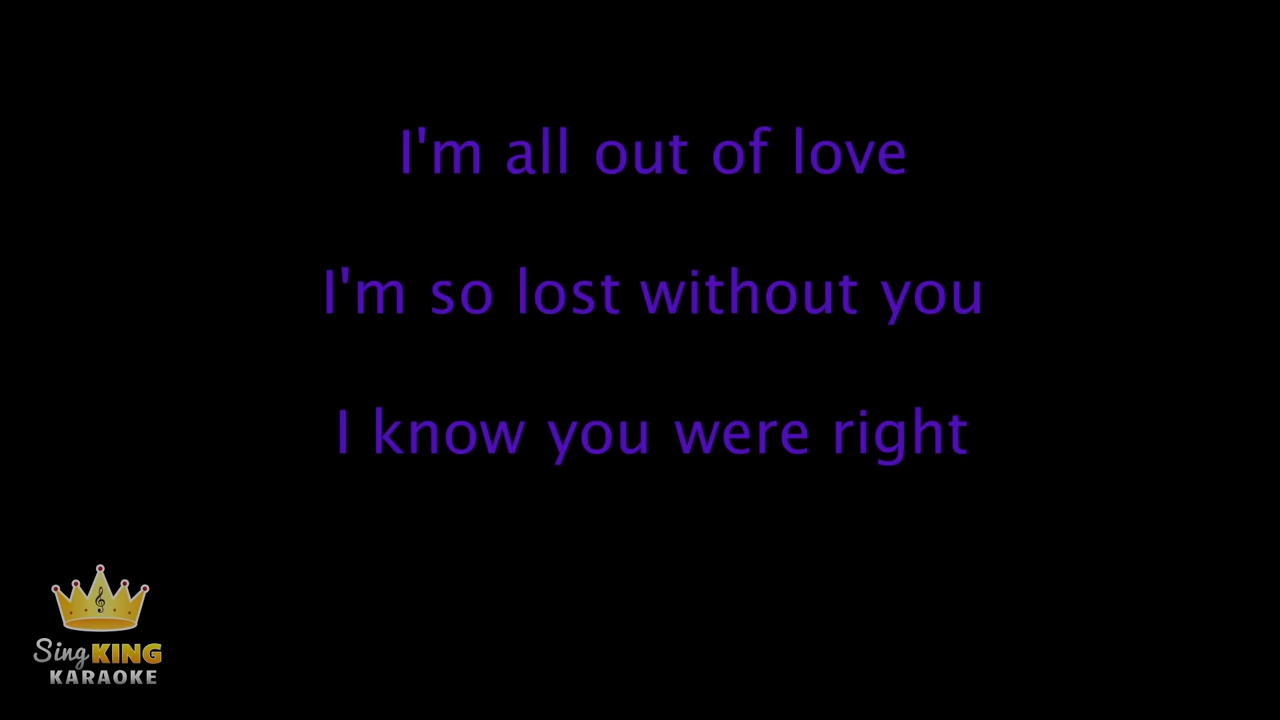 I'm all out of love
I'm so lost without you
I know you were right
Sing KING
KARAOKE